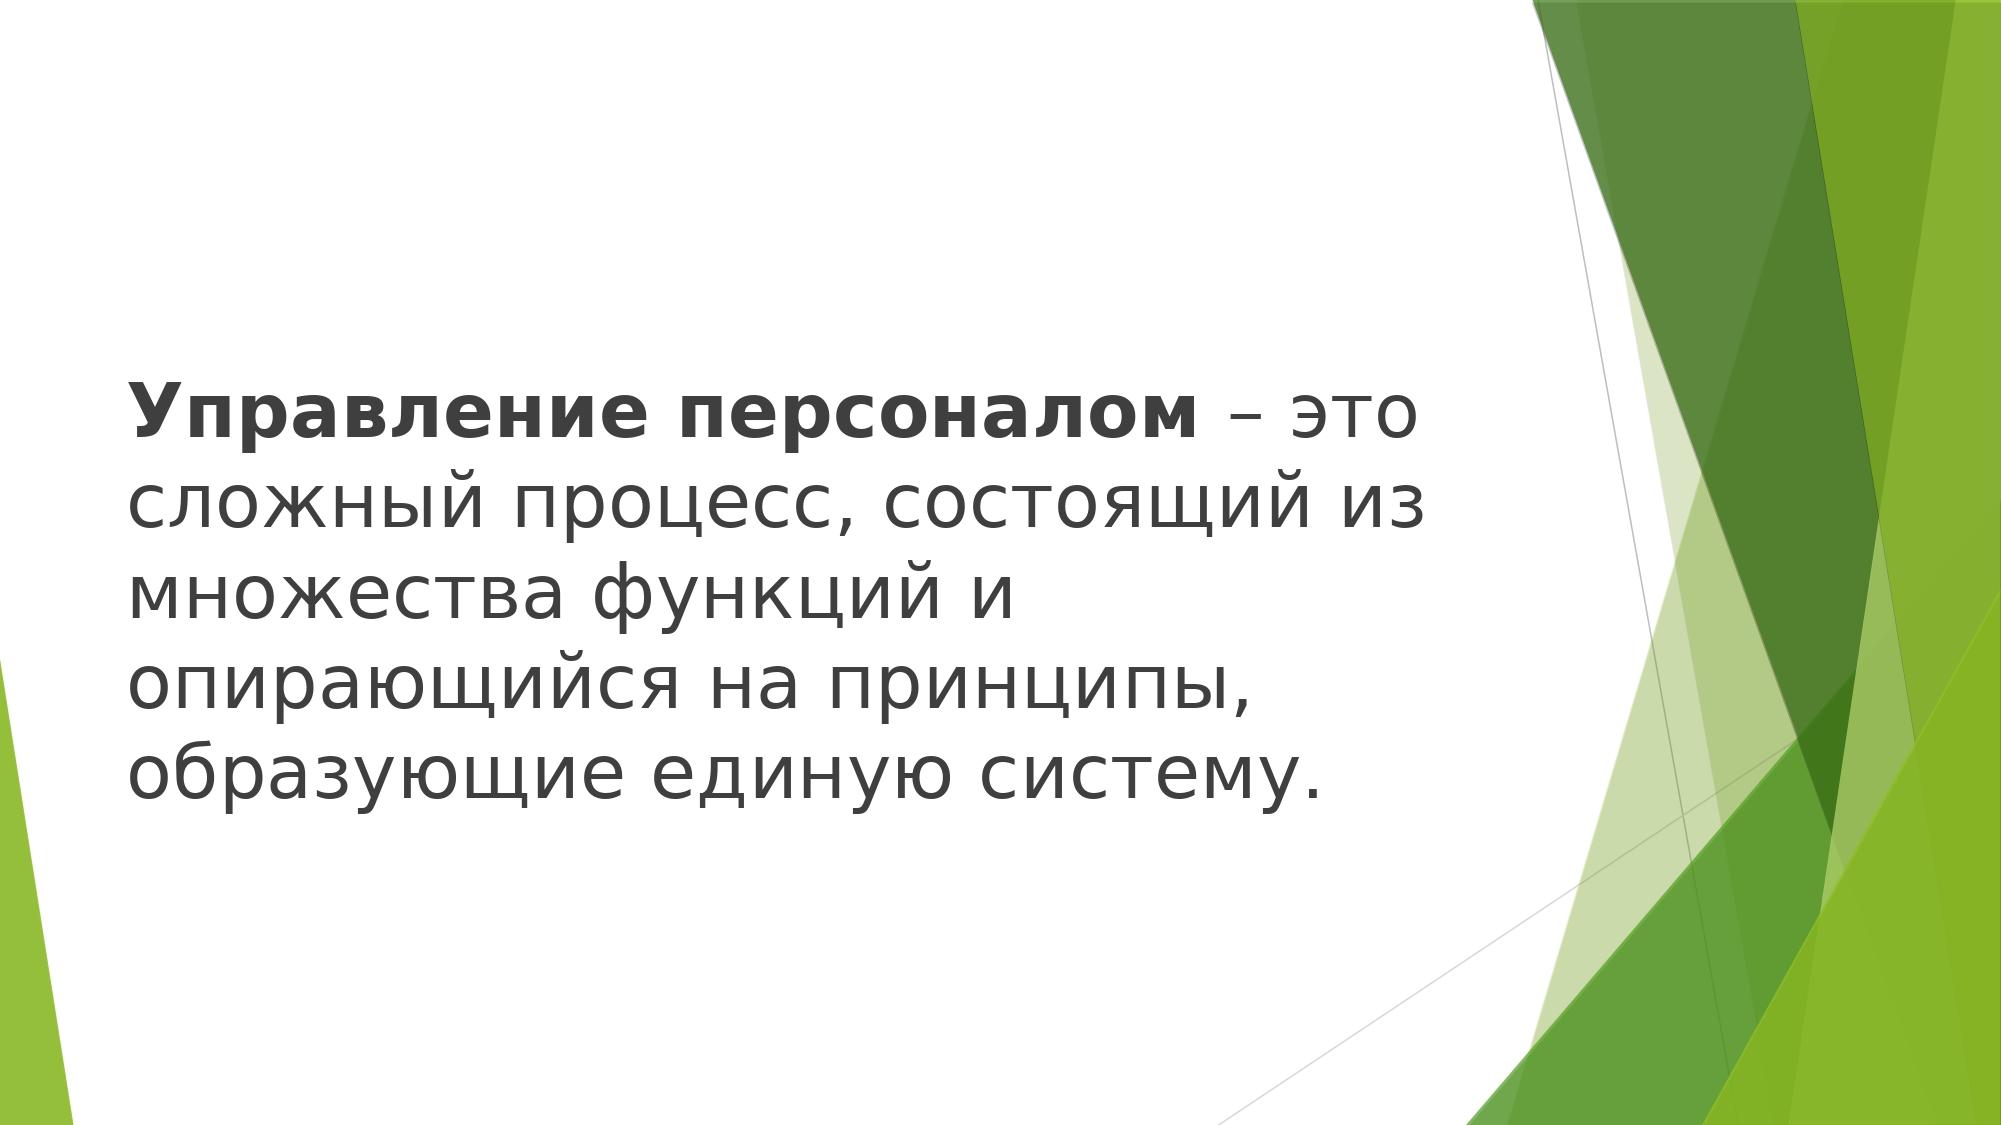 Управление персоналом – это
сложный процесс, состоящий из
множества функций и
опирающийся на принципы,
образующие единую систему.